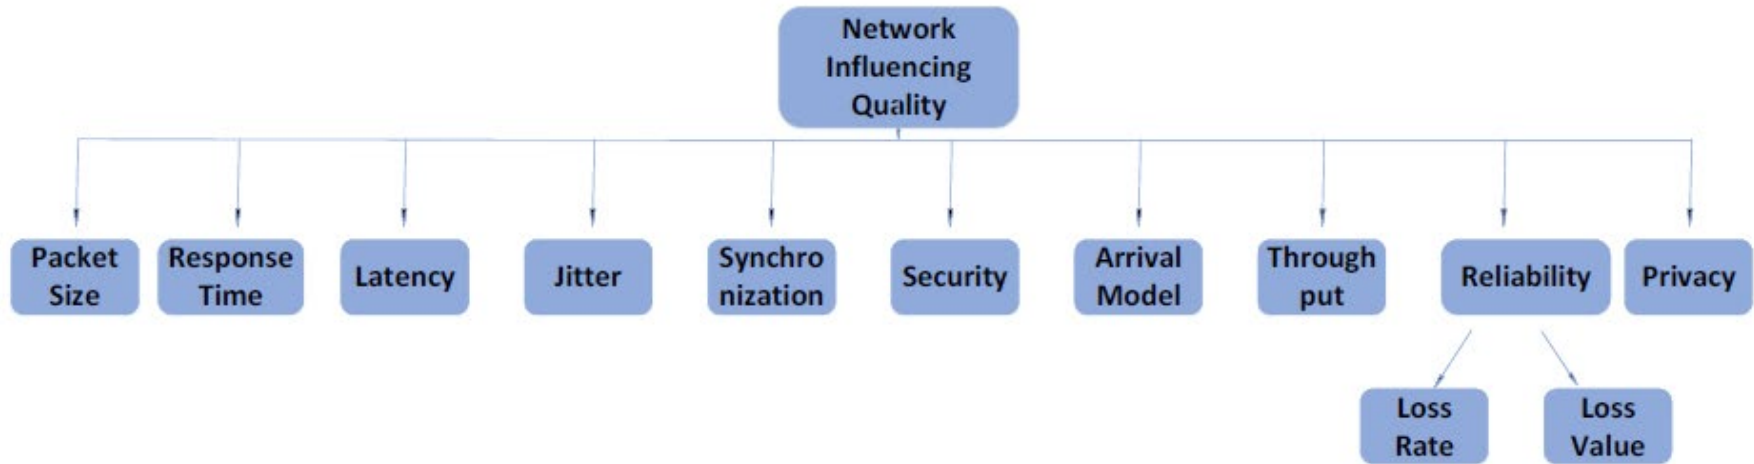 Network
Influencing
Quality
Packet
Size
Response
Time
Latency
Jitter
Synchro
nization
Security
Arrival
Model
Through
put
Reliability
Privacy
Loss
Rate
Loss
Value